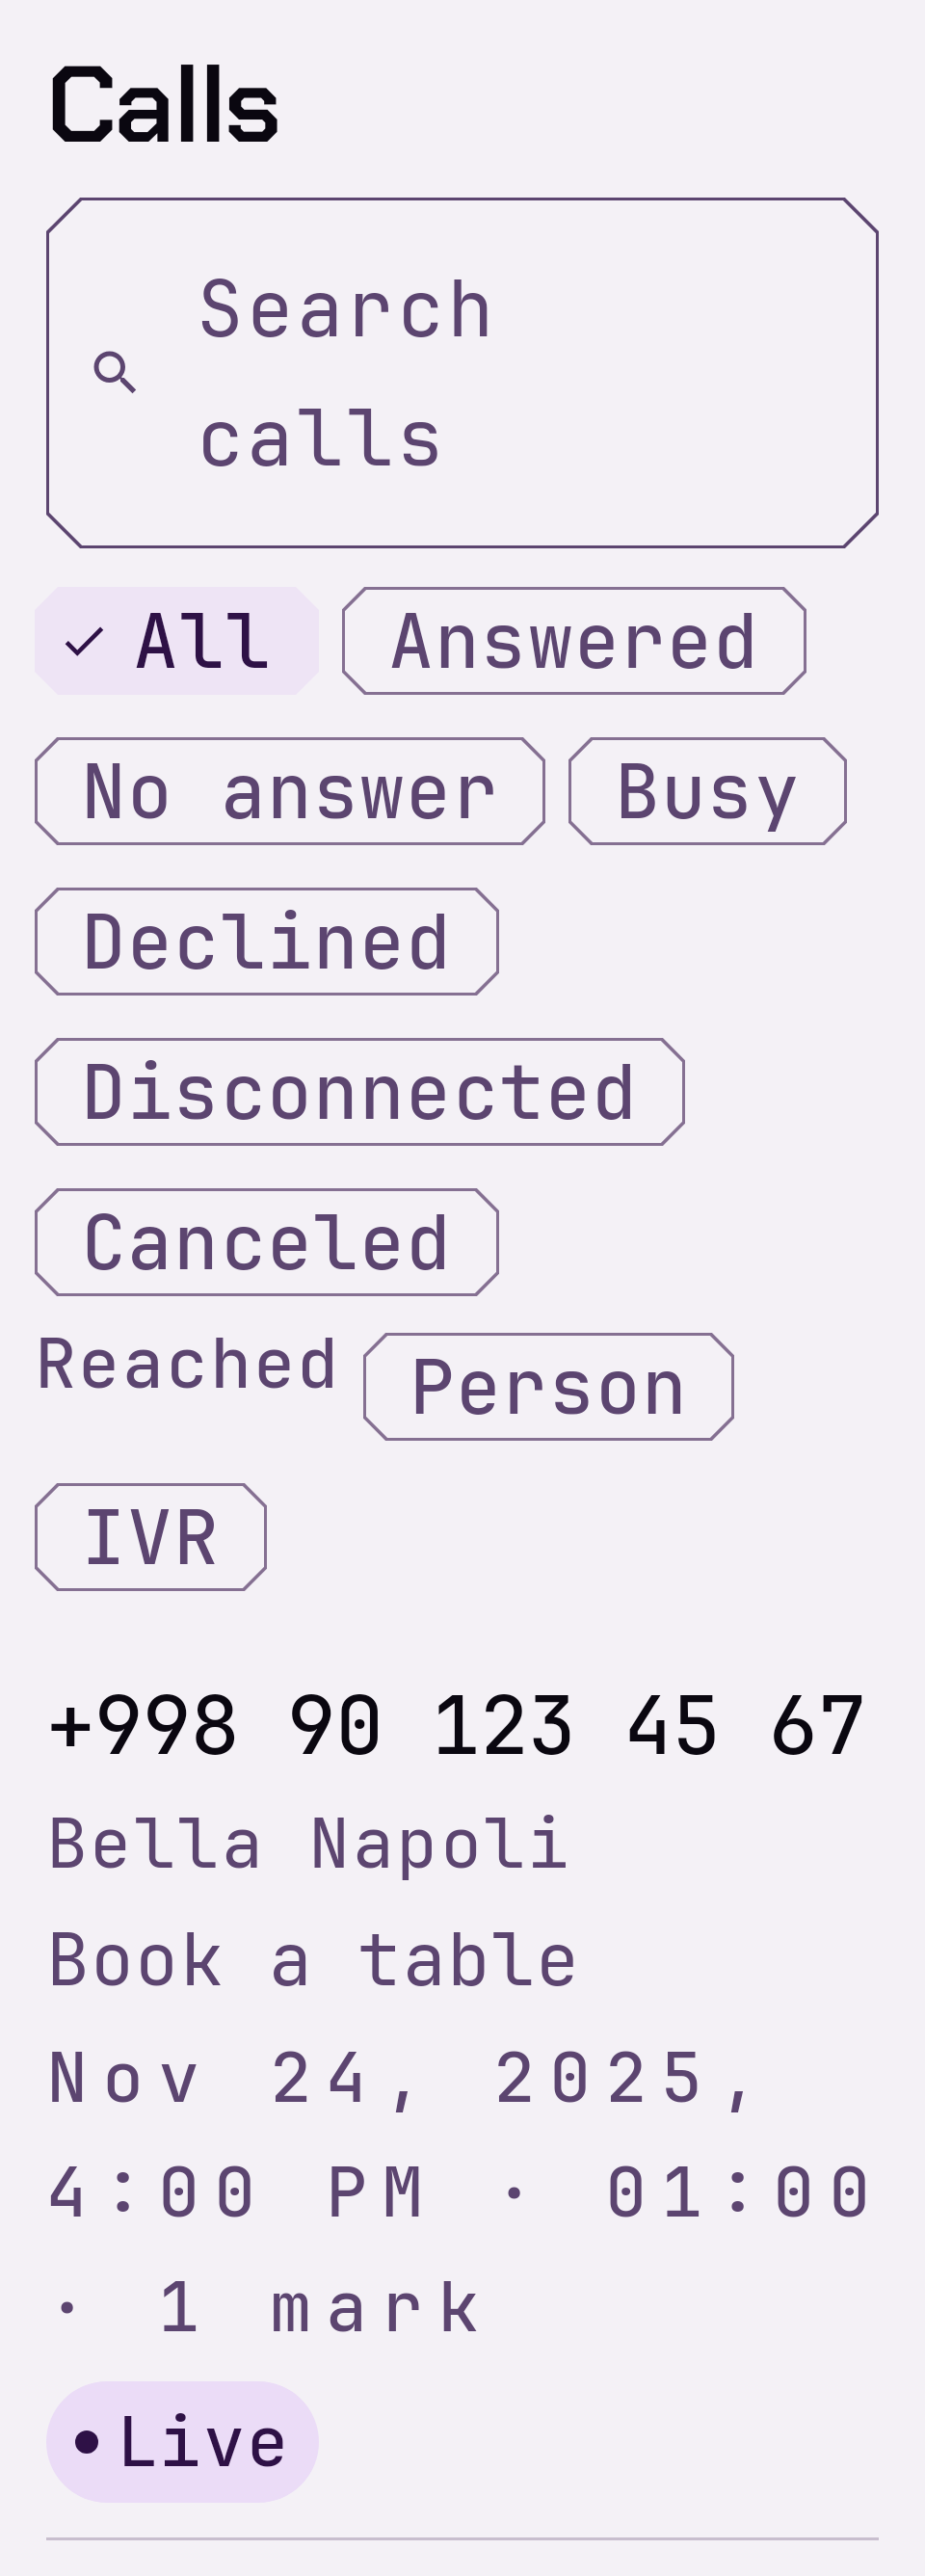 Calls
Search
calls
All Answered
No answer Busy
Declined
Disconnected
Canceled
Reached Person
IVR
+998 90 123 45 67
Bella Napoli
Book a table
Nov 24, 2025,
4:00 PM · 01:00
· 1 mark
Live